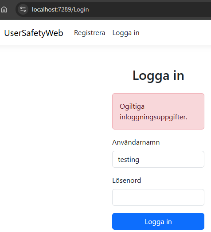 localhost:7289/Login
UserSafetyWeb Registrera Logga in
Logga in
Ogiltiga
inloggningsuppgifter.
Användarnamn
testing
Lösenord
Logga in